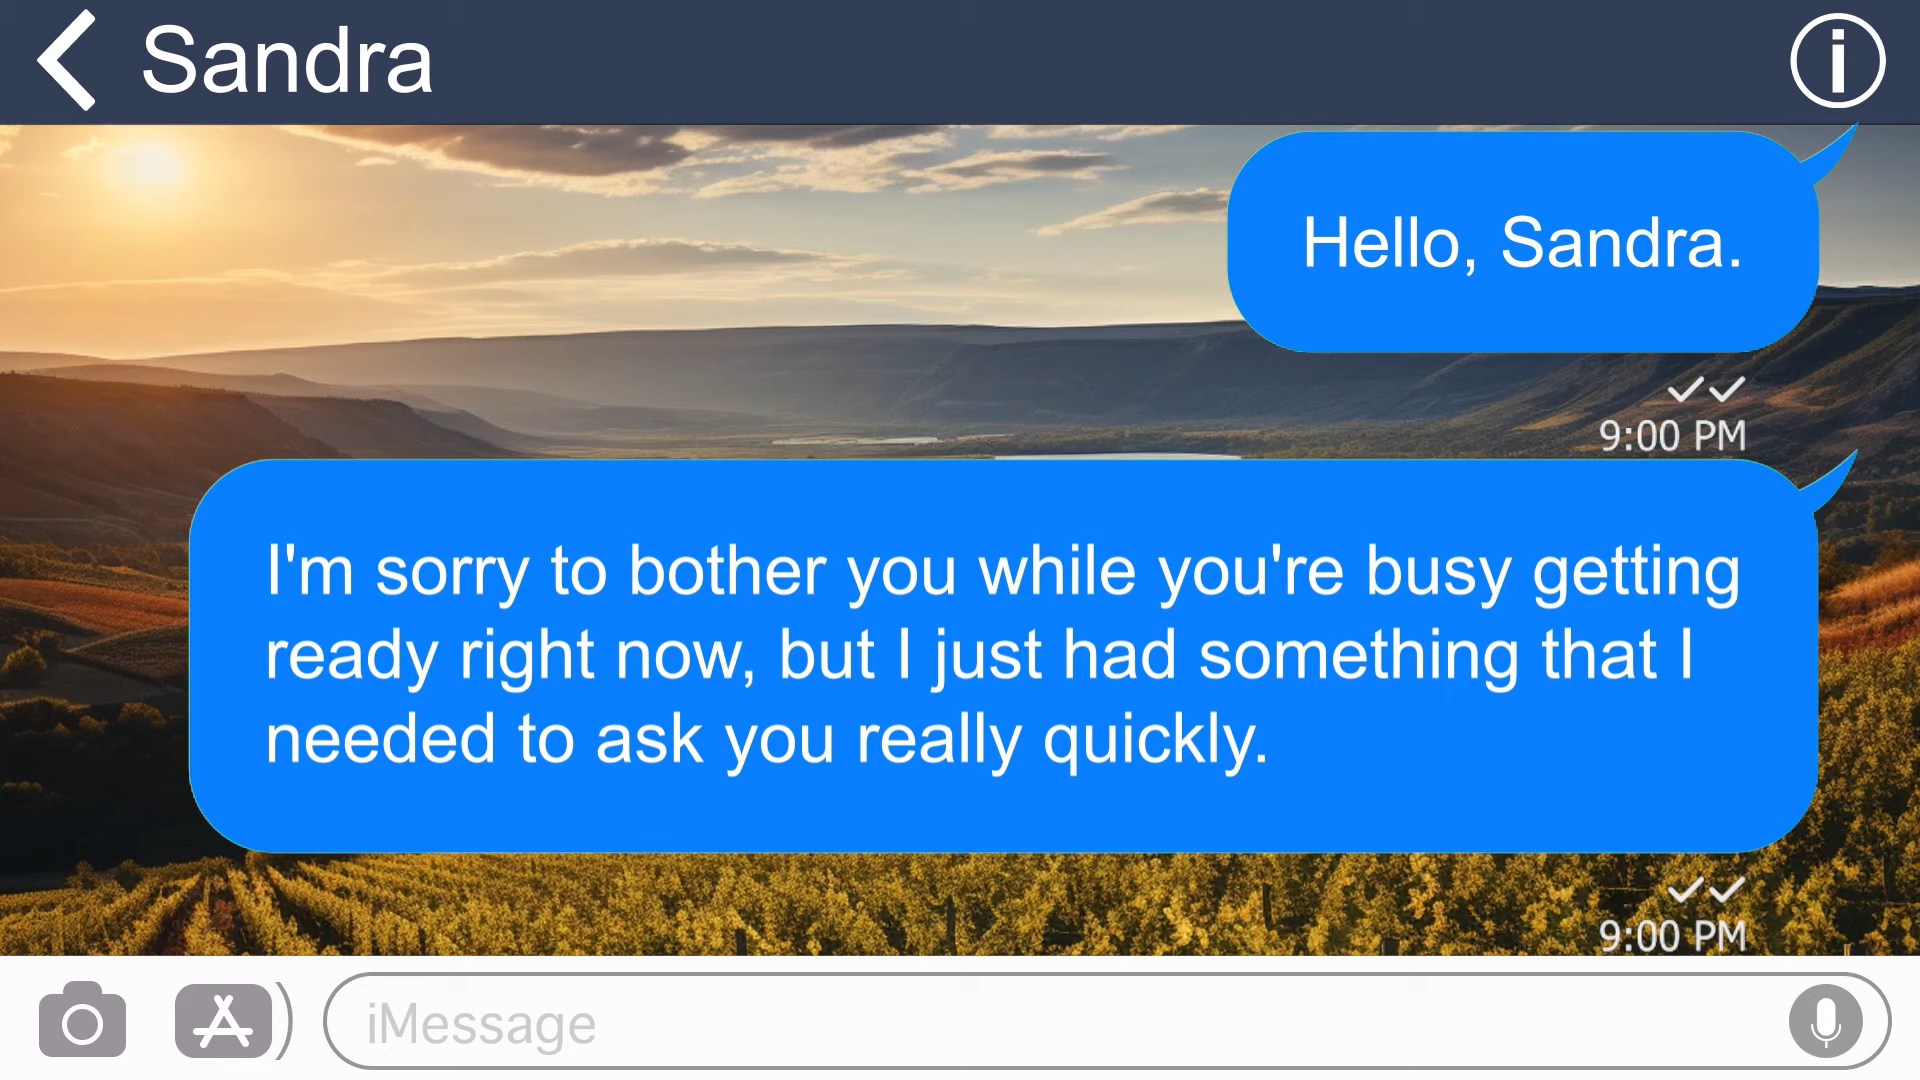 Sandra
Hello, Sandra.
9:00 PM
I'm sorry to bother you while you're busy getting
ready right now, but I just had something that I
needed to ask you really quickly.
9:00 PM
iMessage